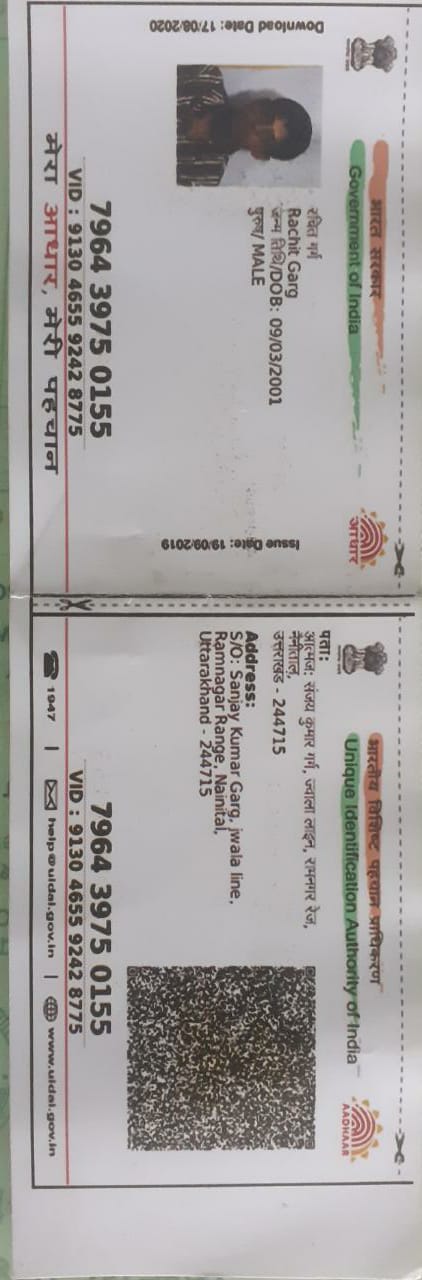 भारत सरकार
Government of India
आधार
Download Date: 17/08/2020
रचित गर्ग
Rachit Garg
जन्म तिथि/DOB: 09/03/2001
पुरुष/ MALE
Issue Date: 19/09/2019
7964 3975 0155
VID : 9130 4655 9242 8775
मेरा आधार, मेरी पहचान
भारतीय विशिष्ट पहचान प्राधिकरण
Unique Identification Authority of India
AADHAAR
पता:
आत्मज: संजय कुमार गर्ग, ज्वाला लाइन, रामनगर रेंज,
नैनीताल,
उत्तराखंड - 244715
Address:
S/O: Sanjay Kumar Garg, jwala line,
Ramnagar Range, Nainital,
Uttarakhand - 244715
7964 3975 0155
VID : 9130 4655 9242 8775
1947 | help@uidai.gov.in | www.uidai.gov.in